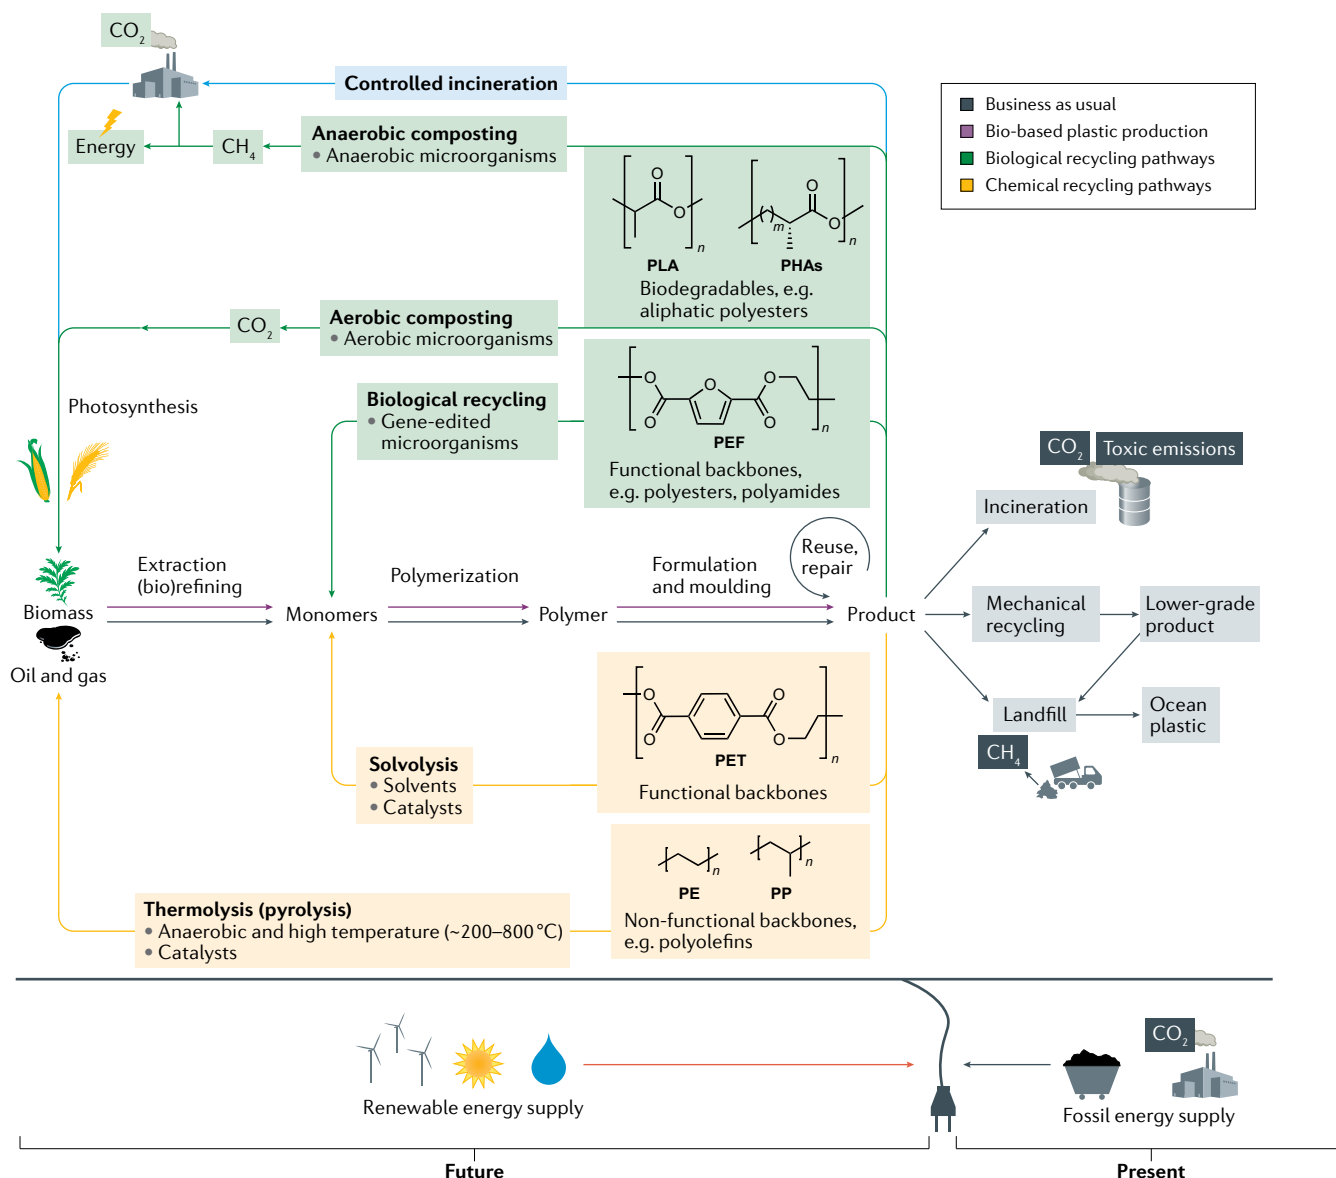 CO2
Controlled incineration
Energy
CH4
Anaerobic composting
• Anaerobic microorganisms
Business as usual
Bio-based plastic production
Biological recycling pathways
Chemical recycling pathways
O
O
n
PLA
m
O
O
n
PHAs
Biodegradables, e.g.
aliphatic polyesters
CO2
Aerobic composting
• Aerobic microorganisms
Photosynthesis
Biological recycling
• Gene-edited
microorganisms
O
O
O
O
O
n
PEF
Functional backbones,
e.g. polyesters, polyamides
CO2
Toxic emissions
Incineration
Extraction
(bio)refining
Polymerization
Formulation
and moulding
Reuse,
repair
Biomass
Oil and gas
Monomers
Polymer
Product
Mechanical
recycling
Lower-grade
product
Landfill
Ocean
plastic
CH4
O
O
O
O
n
PET
Functional backbones
Solvolysis
• Solvents
• Catalysts
n
PE
n
PP
Non-functional backbones,
e.g. polyolefins
Thermolysis (pyrolysis)
• Anaerobic and high temperature (~200–800 °C)
• Catalysts
Renewable energy supply
CO2
Fossil energy supply
Future
Present